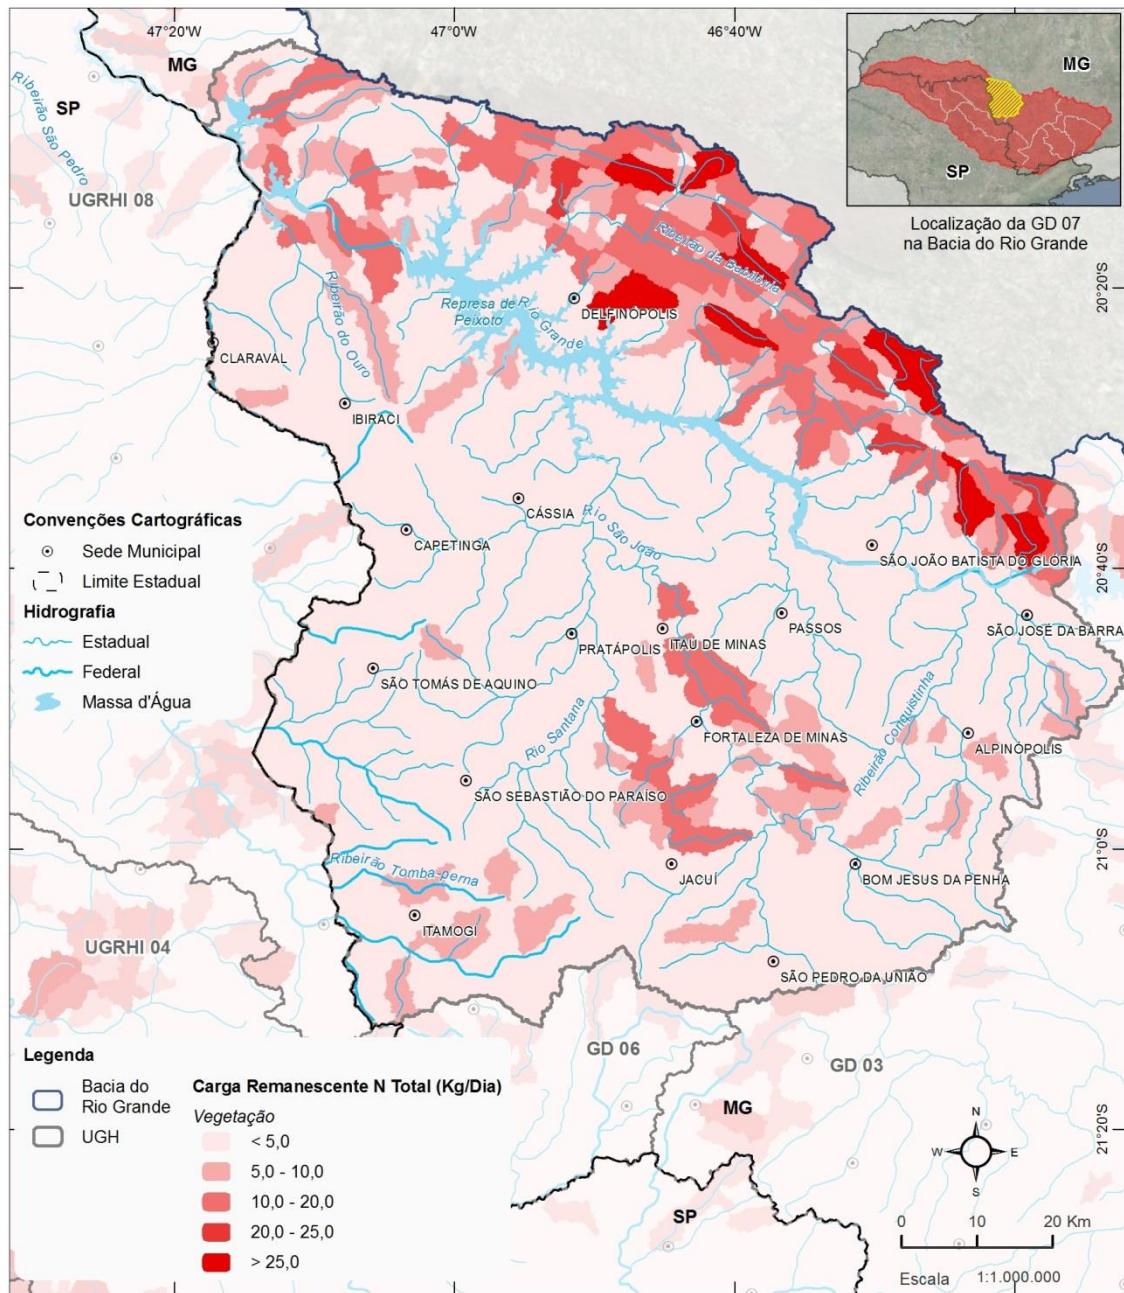 47°20'W
47°0'W
46°40'W
MG
SP
Ribeirão São Pedro
UGRHI 08
MG
SP
Localização da GD 07
na Bacia do Rio Grande
20°20'S
20°40'S
21°0'S
21°20'S
Ribeirão da Babilônia
Ribeirão do Ouro
Represa de
Peixoto
Rio Grande
DELFINÓPOLIS
CLARAVAL
IBIRACI
CÁSSIA
CAPETINGA
Rio São João
SÃO JOÃO BATISTA DO GLÓRIA
SÃO JOSÉ DA BARRA
PASSOS
ITAÚ DE MINAS
PRATÁPOLIS
SÃO TOMÁS DE AQUINO
Rio Santana
FORTALEZA DE MINAS
Ribeirão Conquistinha
ALPINÓPOLIS
SÃO SEBASTIÃO DO PARAÍSO
Ribeirão Tomba-perna
JACUÍ
BOM JESUS DA PENHA
ITAMOGI
SÃO PEDRO DA UNIÃO
UGRHI 04
GD 06
GD 03
MG
SP
Convenções Cartográficas
Sede Municipal
Limite Estadual
Hidrografia
Estadual
Federal
Massa d'Água
Legenda
Bacia do
Rio Grande
UGH
Carga Remanescente N Total (Kg/Dia)
Vegetação
< 5,0
5,0 - 10,0
10,0 - 20,0
20,0 - 25,0
> 25,0
N
W
E
S
0 10 20 Km
Escala 1:1.000.000